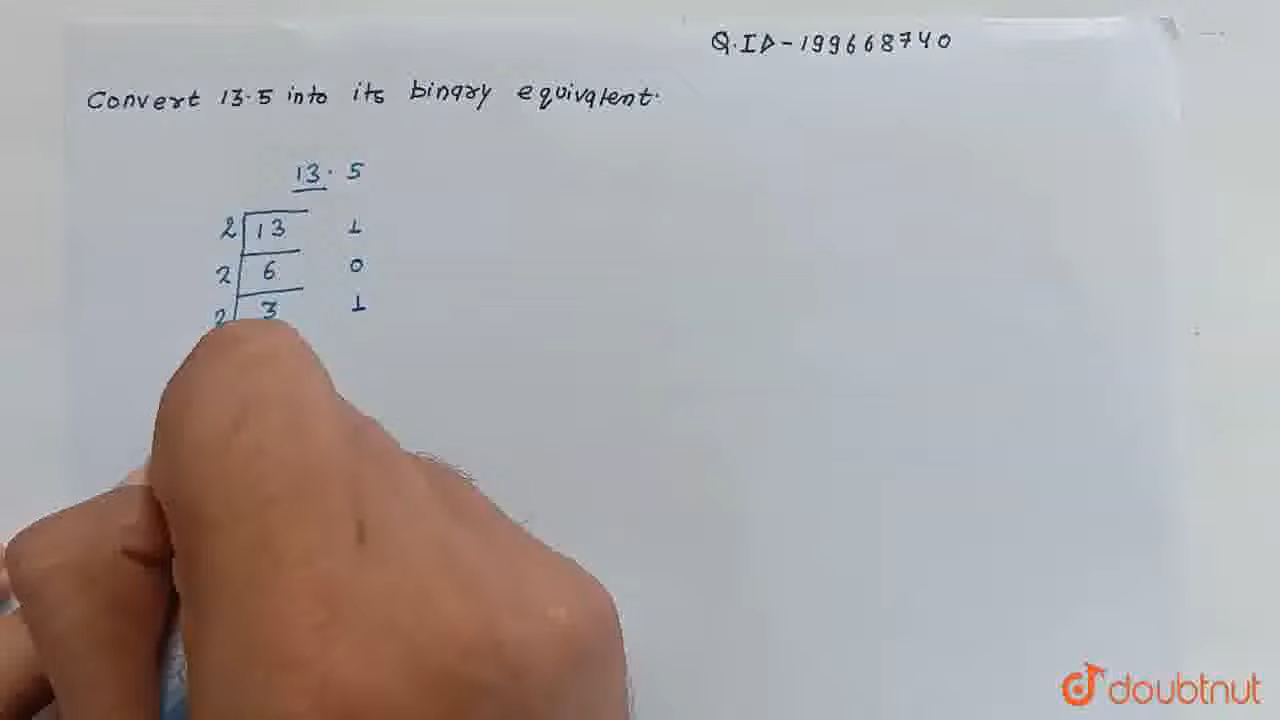 Q.ID-199668740
Convert 13.5 into its binary equivalent.
13.5
2 13 1
2 6 0
2 3 1
doubtnut